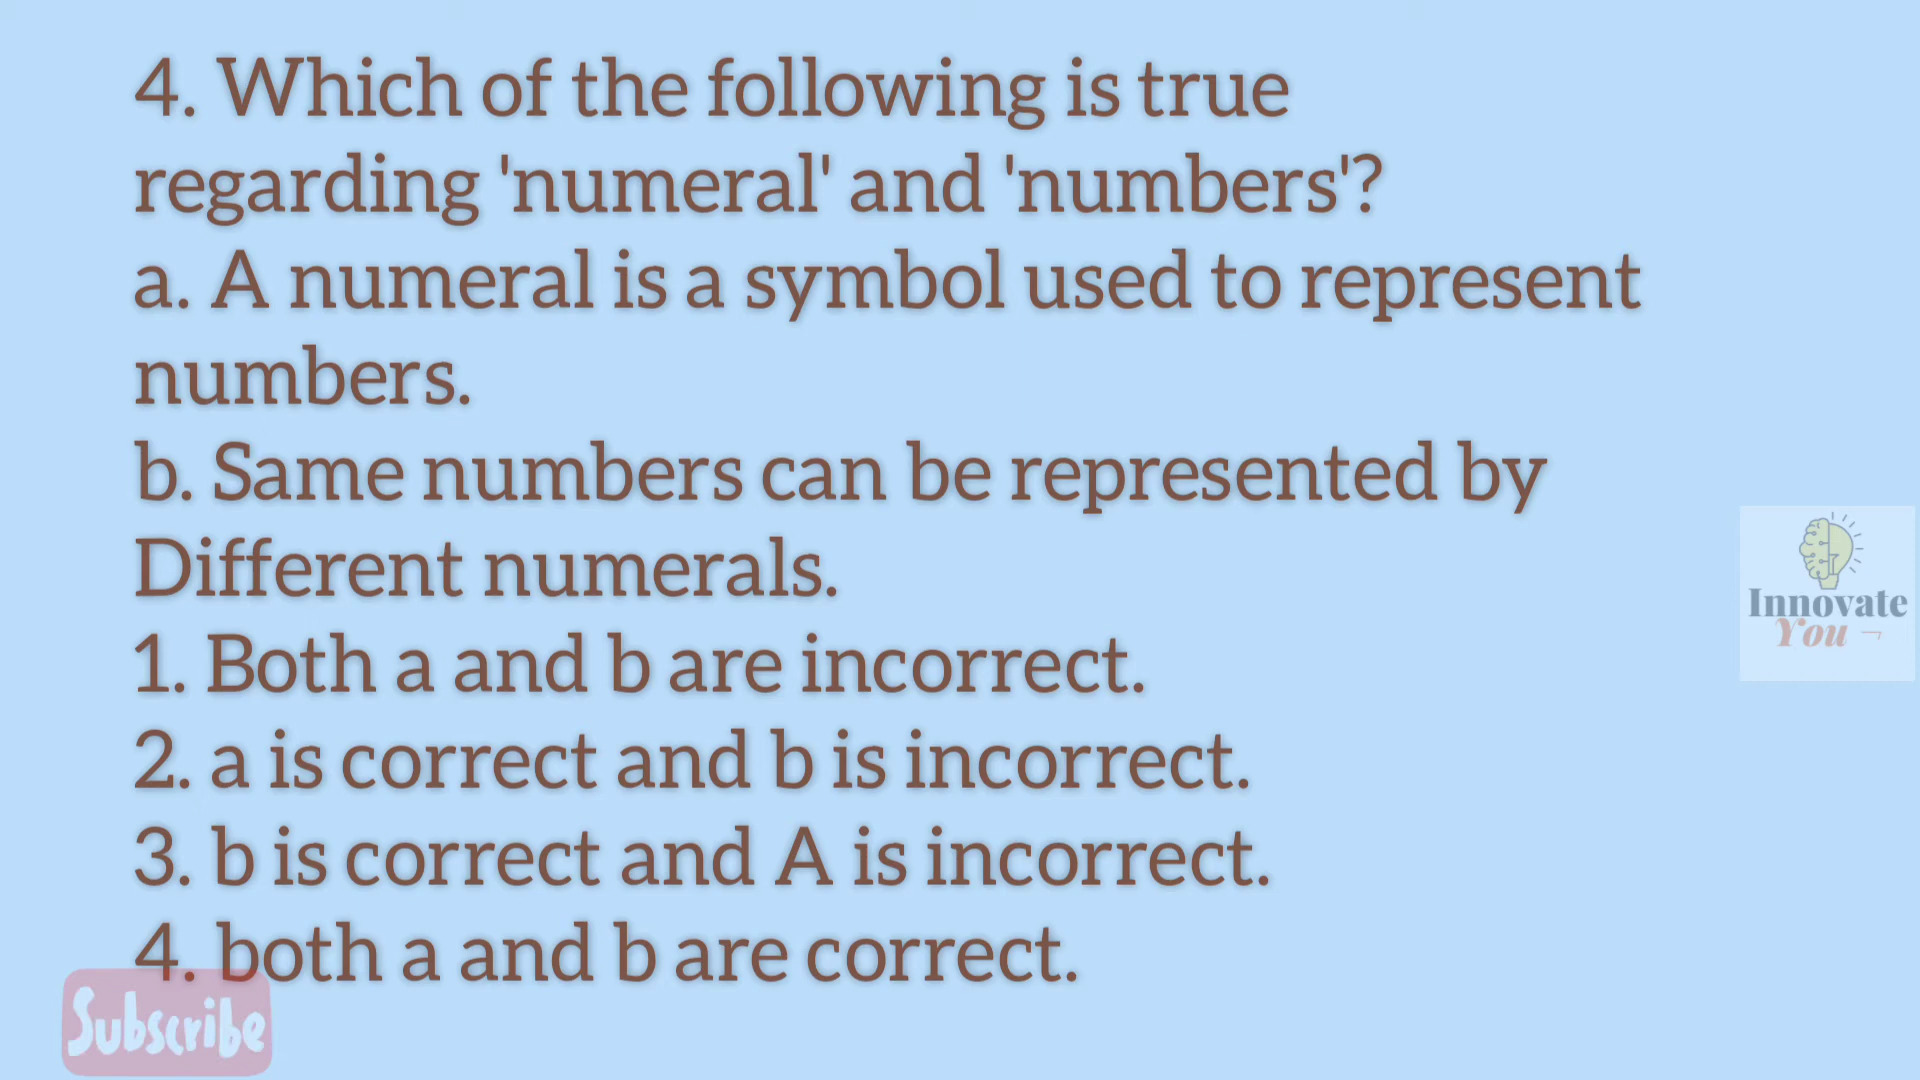 4. Which of the following is true
regarding 'numeral' and 'numbers'?
a. A numeral is a symbol used to represent
numbers.
b. Same numbers can be represented by
Different numerals.
1. Both a and b are incorrect.
2. a is correct and b is incorrect.
3. b is correct and A is incorrect.
4. both a and b are correct.
Innovate
You
Subscribe